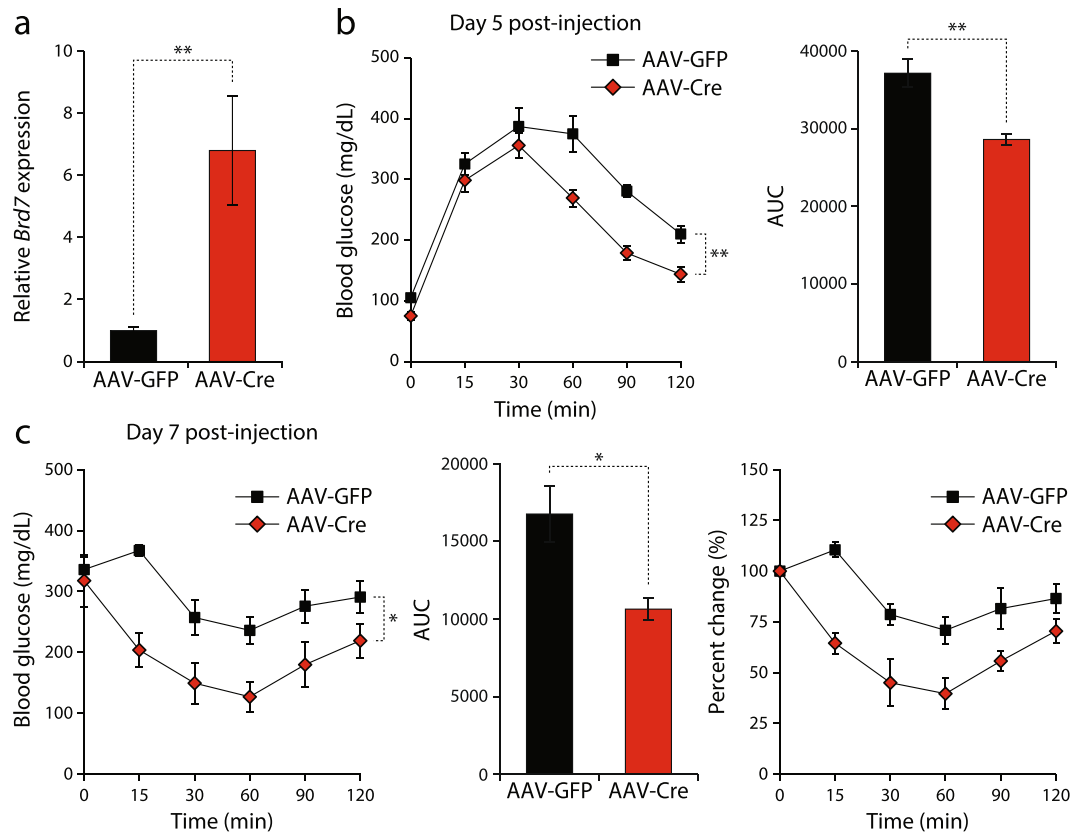 a
Relative Brd7 expression
10
8
6
4
2
0
**
AAV-GFP
AAV-Cre
b
Day 5 post-injection
AAV-GFP
AAV-Cre
Blood glucose (mg/dL)
500
400
300
200
100
0
**
0 15 30 60 90 120
Time (min)
AUC
40000
30000
20000
10000
0
**
AAV-GFP
AAV-Cre
c
Day 7 post-injection
AAV-GFP
AAV-Cre
Blood glucose (mg/dL)
500
400
300
200
100
0
*
0 15 30 60 90 120
Time (min)
AUC
20000
15000
10000
5000
0
*
AAV-GFP
AAV-Cre
AAV-GFP
AAV-Cre
Percent change (%)
150
125
100
75
50
25
0
0 15 30 60 90 120
Time (min)